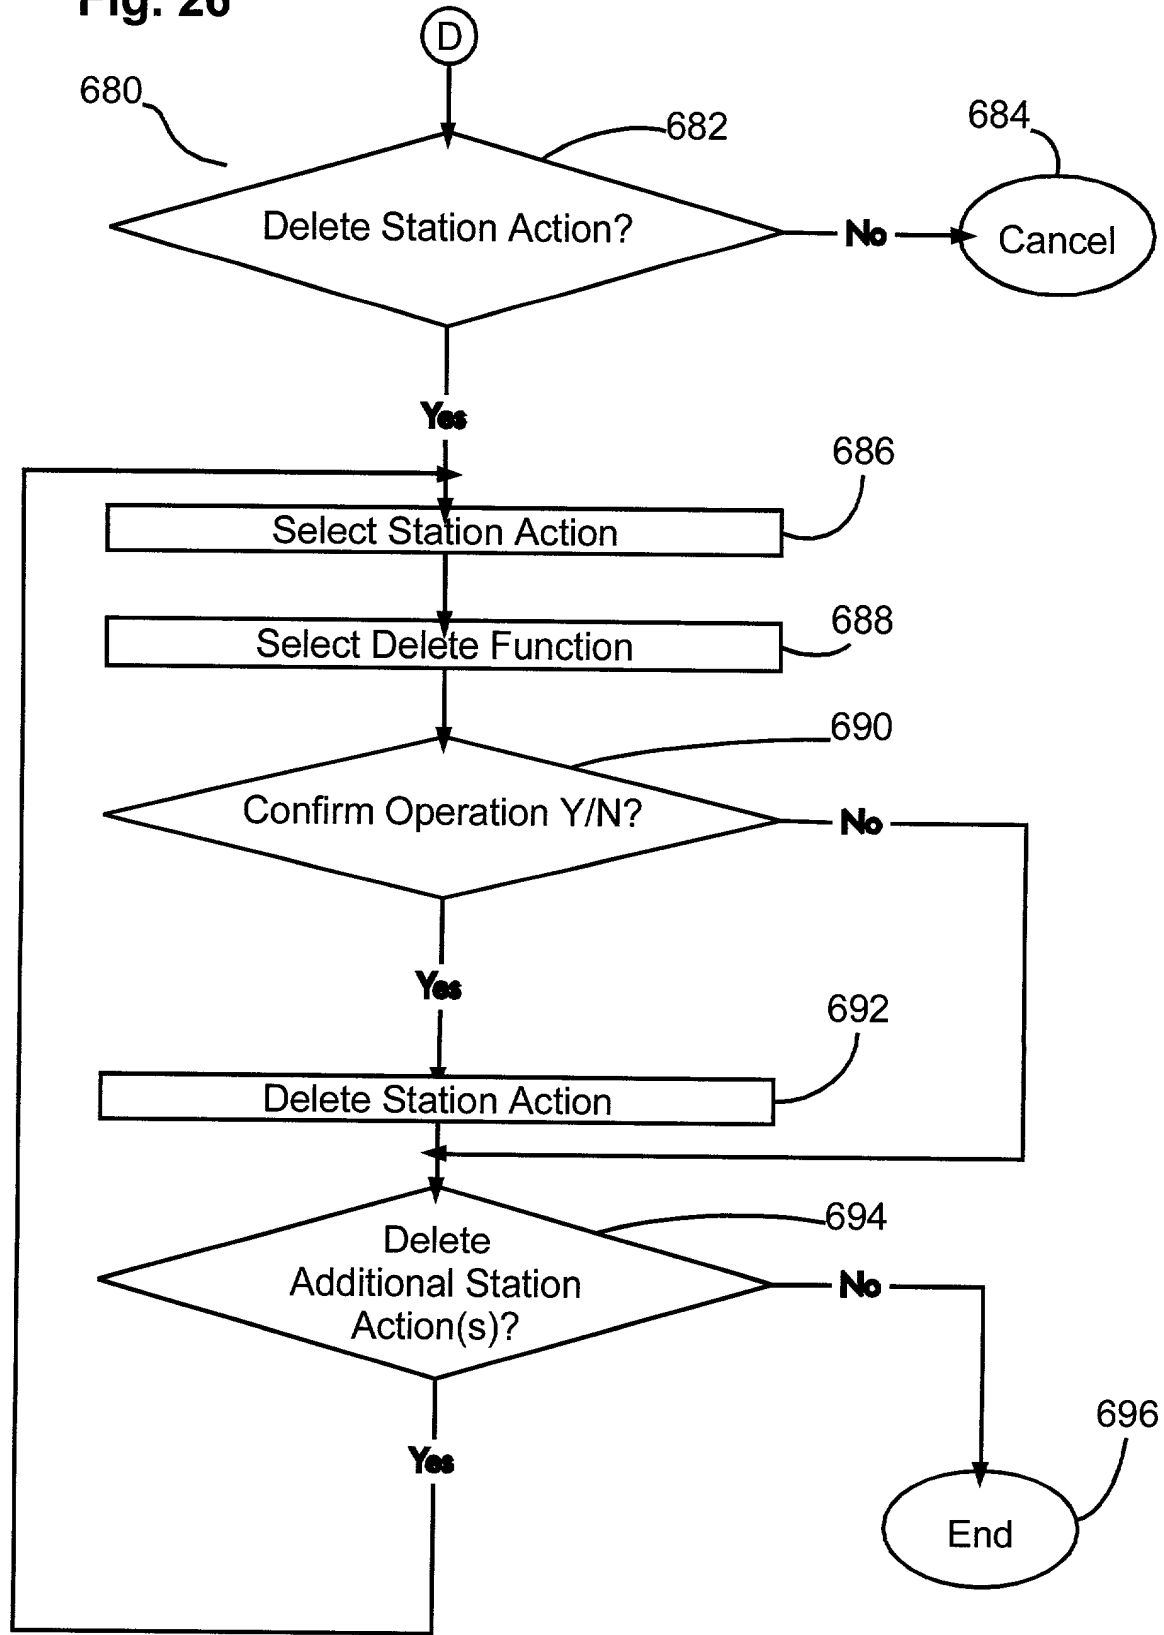 Fig. 26
D
680
682
684
Delete Station Action?
No
Cancel
Yes
686
Select Station Action
688
Select Delete Function
690
Confirm Operation Y/N?
No
Yes
692
Delete Station Action
694
Delete
Additional Station
Action(s)?
No
696
Yes
End